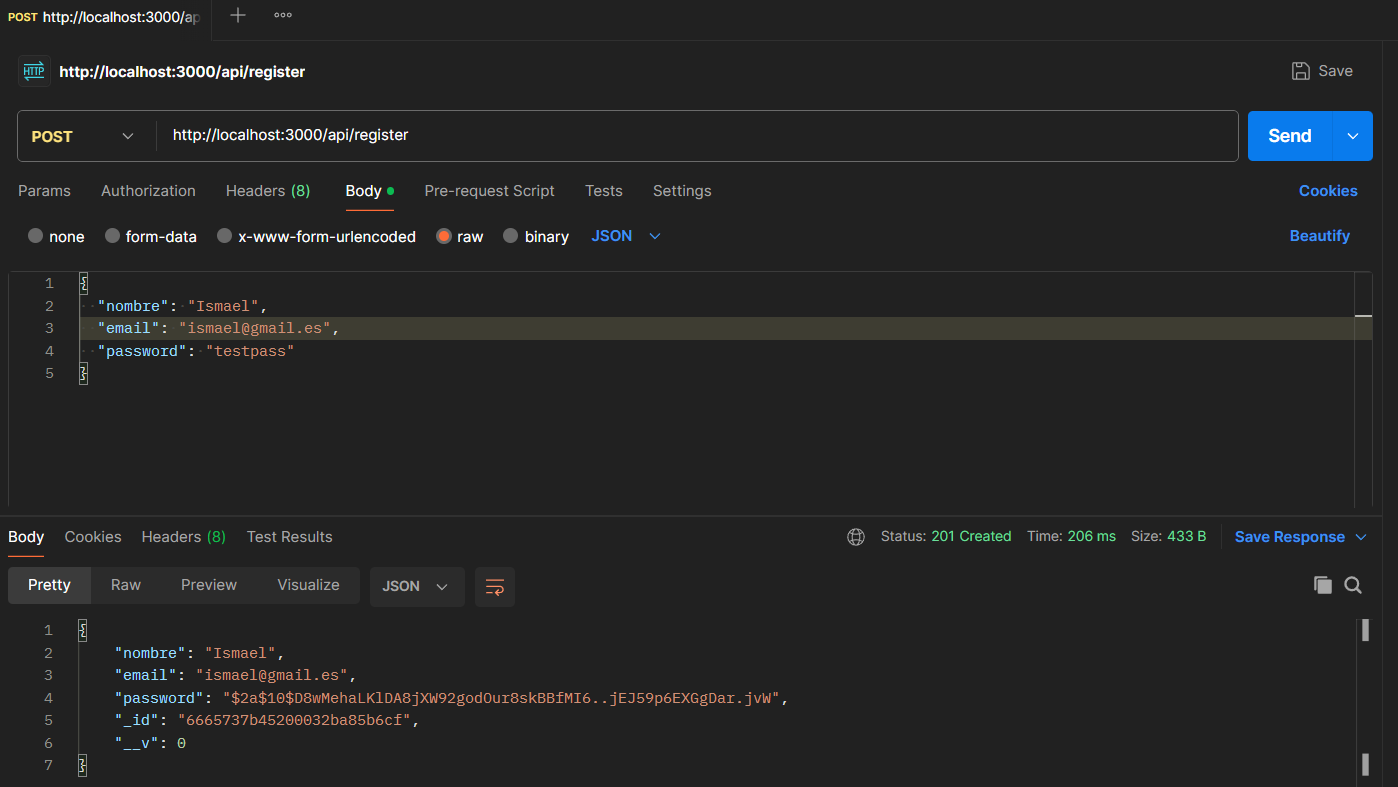 POST http://localhost:3000/ap
http://localhost:3000/api/register
Save
POST http://localhost:3000/api/register Send
Params Authorization Headers (8) Body Pre-request Script Tests Settings Cookies
none form-data x-www-form-urlencoded raw binary JSON Beautify
1 {
2 "nombre": "Ismael",
3 "email": "ismael@gmail.es",
4 "password": "testpass"
5 }
Body Cookies Headers (8) Test Results Status: 201 Created Time: 206 ms Size: 433 B Save Response
Pretty Raw Preview Visualize JSON
1 {
2 "nombre": "Ismael",
3 "email": "ismael@gmail.es",
4 "password": "$2a$10$D8wMehaLKlDA8jXW92godOur8skBBfMI6..jEJ59p6EXGgDar.jvW",
5 "_id": "6665737b45200032ba85b6cf",
6 "__v": 0
7 }